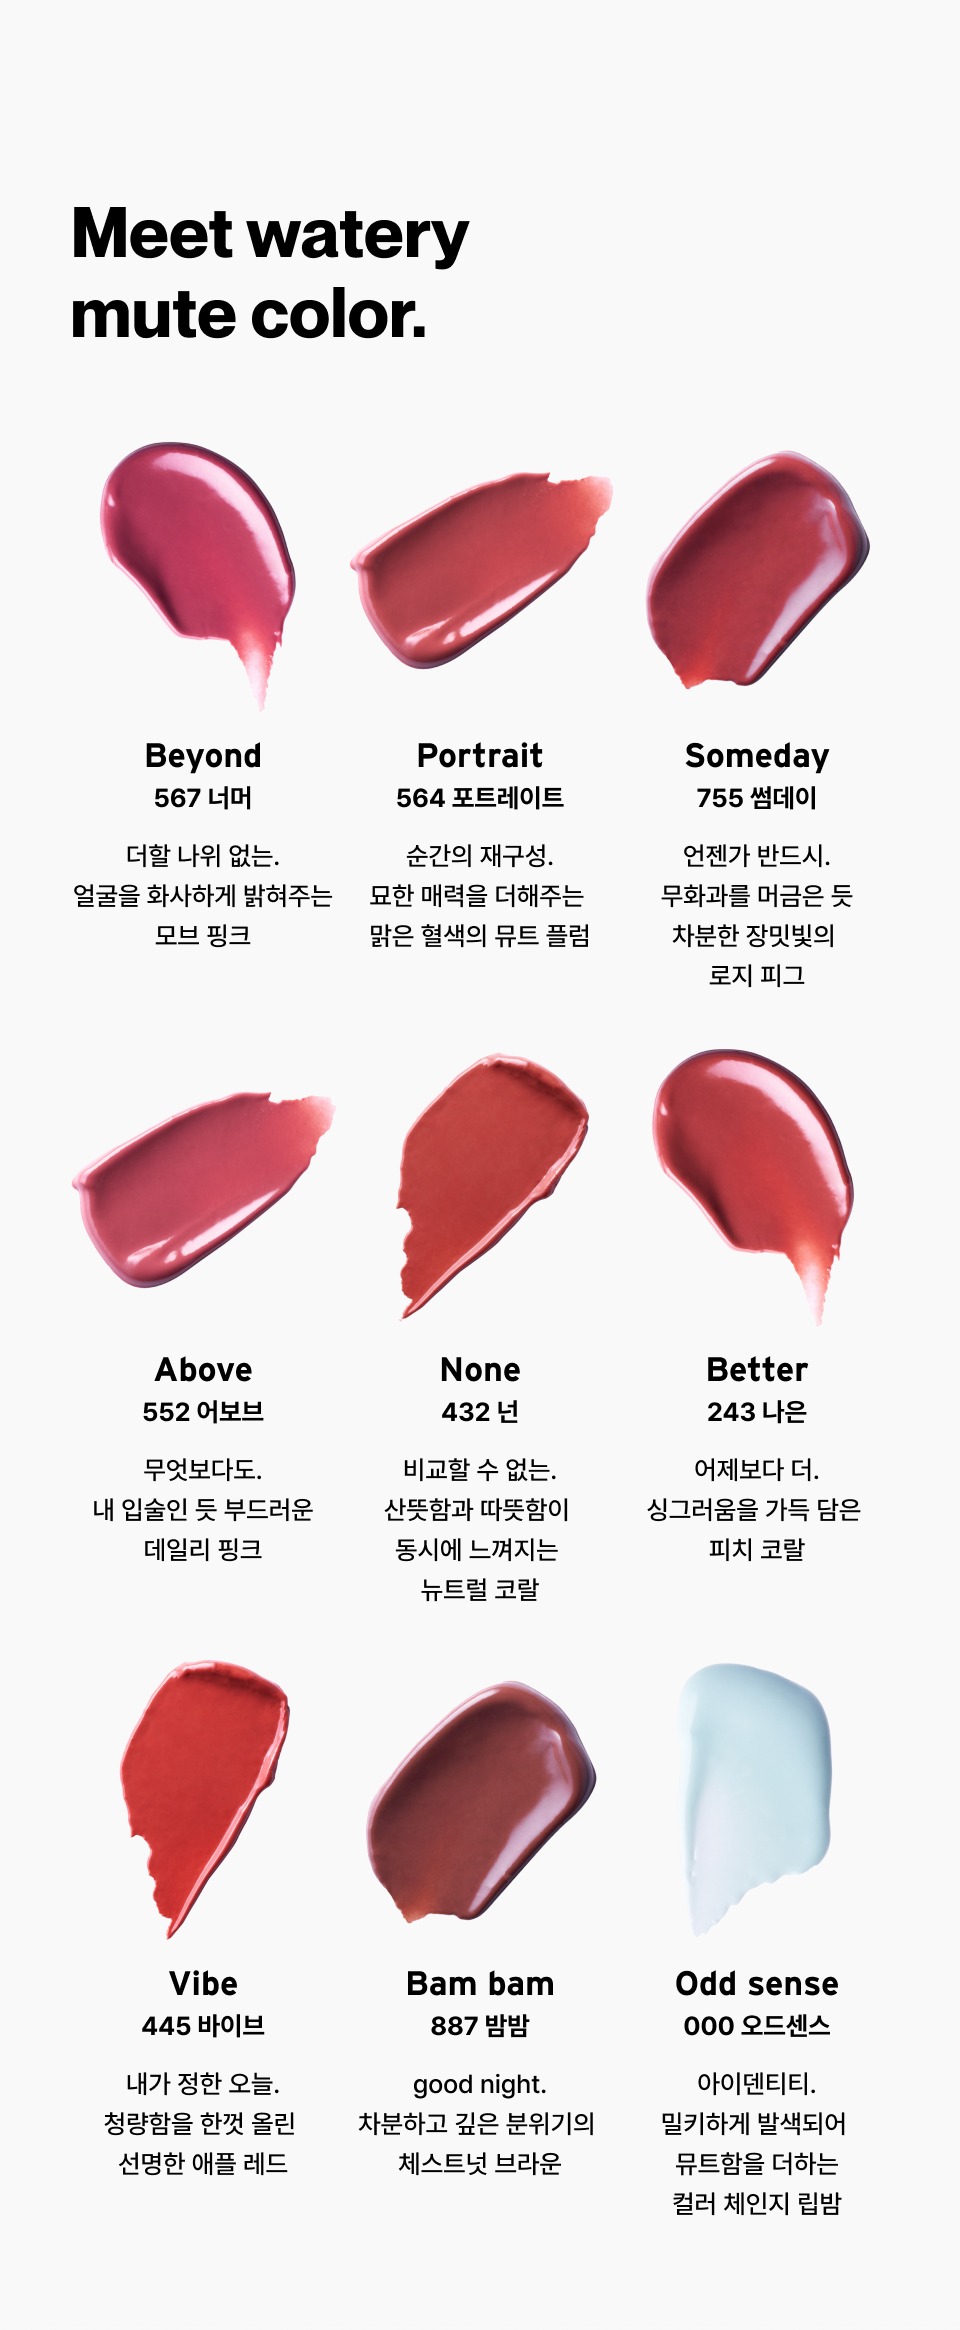 Meet watery
mute color.
Beyond
567 너머
더할 나위 없는.
얼굴을 화사하게 밝혀주는
모브 핑크
Portrait
564 포트레이트
순간의 재구성.
묘한 매력을 더해주는
맑은 혈색의 뮤트 플럼
Someday
755 썸데이
언젠가 반드시.
무화과를 머금은 듯
차분한 장밋빛의
로지 피그
Above
552 어보브
무엇보다도.
내 입술인 듯 부드러운
데일리 핑크
None
432 넌
비교할 수 없는.
산뜻함과 따뜻함이
동시에 느껴지는
뉴트럴 코랄
Better
243 나은
어제보다 더.
싱그러움을 가득 담은
피치 코랄
Vibe
445 바이브
내가 정한 오늘.
청량함을 한껏 올린
선명한 애플 레드
Bam bam
887 밤밤
good night.
차분하고 깊은 분위기의
체스트넛 브라운
Odd sense
000 오드센스
아이덴티티.
밀키하게 발색되어
뮤트함을 더하는
컬러 체인지 립밤